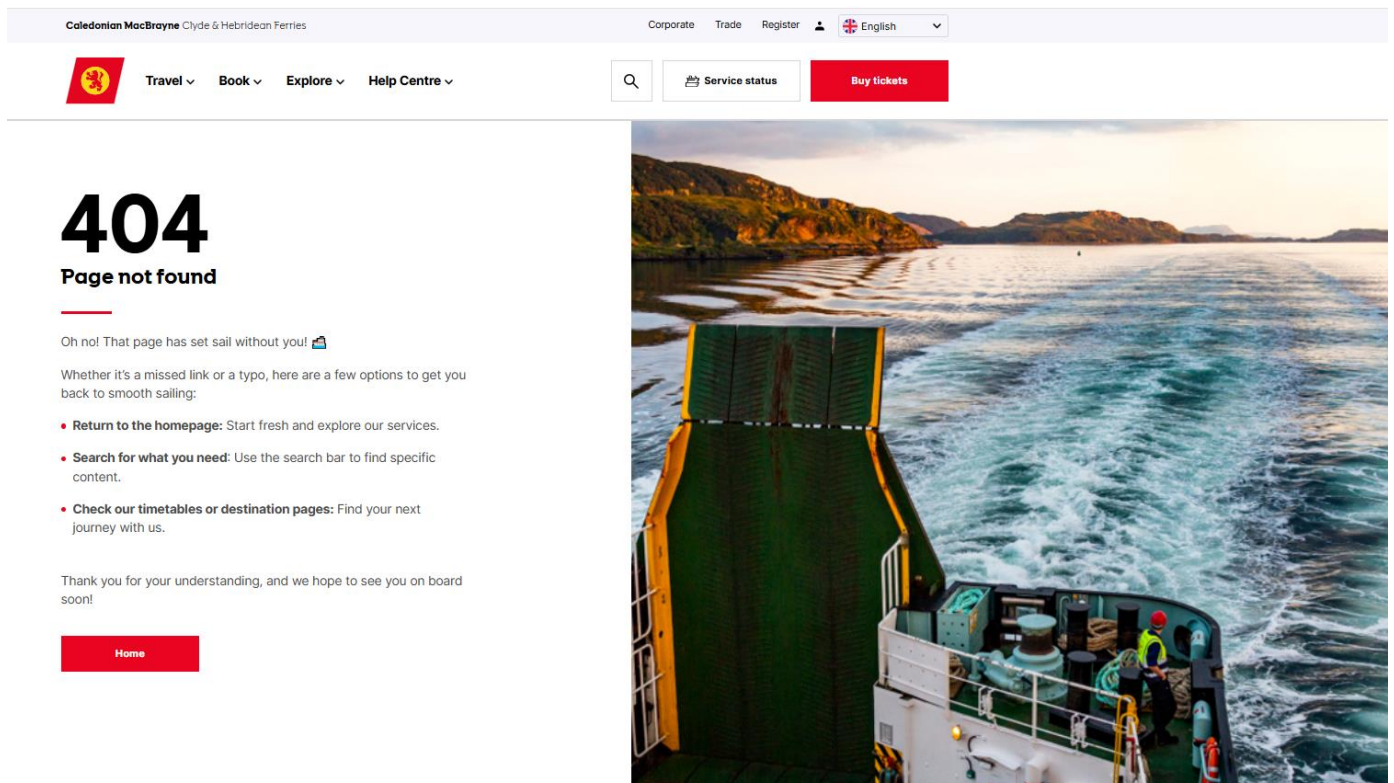 Caledonian MacBrayne Clyde & Hebridean Ferries
Corporate Trade Register English
Travel Book Explore Help Centre
Service status
Buy tickets
404
Page not found
Oh no! That page has set sail without you!
Whether it's a missed link or a typo, here are a few options to get you
back to smooth sailing:
Return to the homepage: Start fresh and explore our services.
Search for what you need: Use the search bar to find specific
content.
Check our timetables or destination pages: Find your next
journey with us.
Thank you for your understanding, and we hope to see you on board
soon!
Home